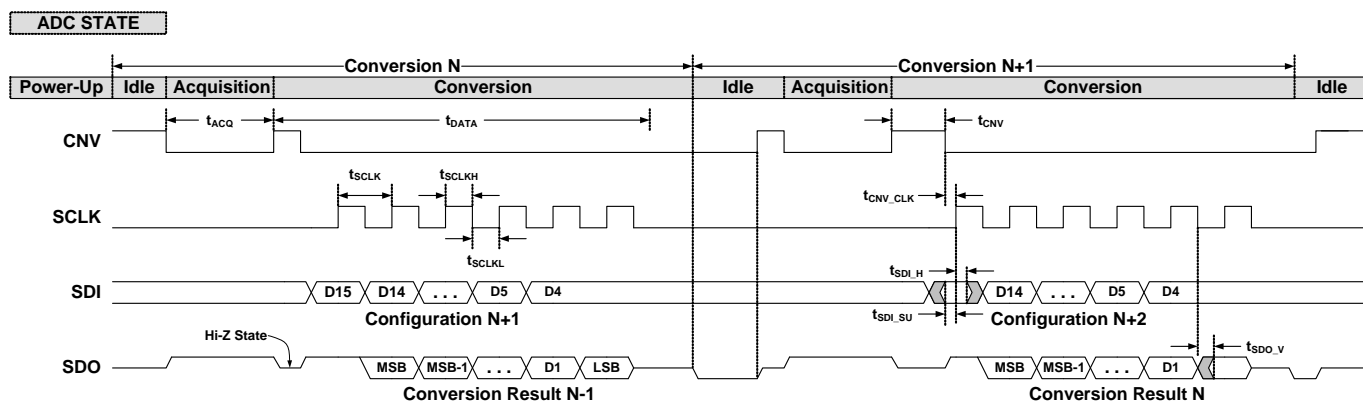 ADC STATE
Conversion N
Conversion N+1
Power-Up Idle Acquisition Conversion Idle Acquisition Conversion Idle
CNV
tACQ
tDATA
tCNV
SCLK
tSCLK
tSCLKH
tSCLKL
tCNV_CLK
SDI
D15 D14 . . . D5 D4
tSDI_H
D14 . . . D5 D4
Configuration N+1
tSDI_SU
Configuration N+2
Hi-Z State
tSDO_V
SDO
MSB MSB-1 . . . D1 LSB
MSB MSB-1 . . . D1
Conversion Result N-1
Conversion Result N